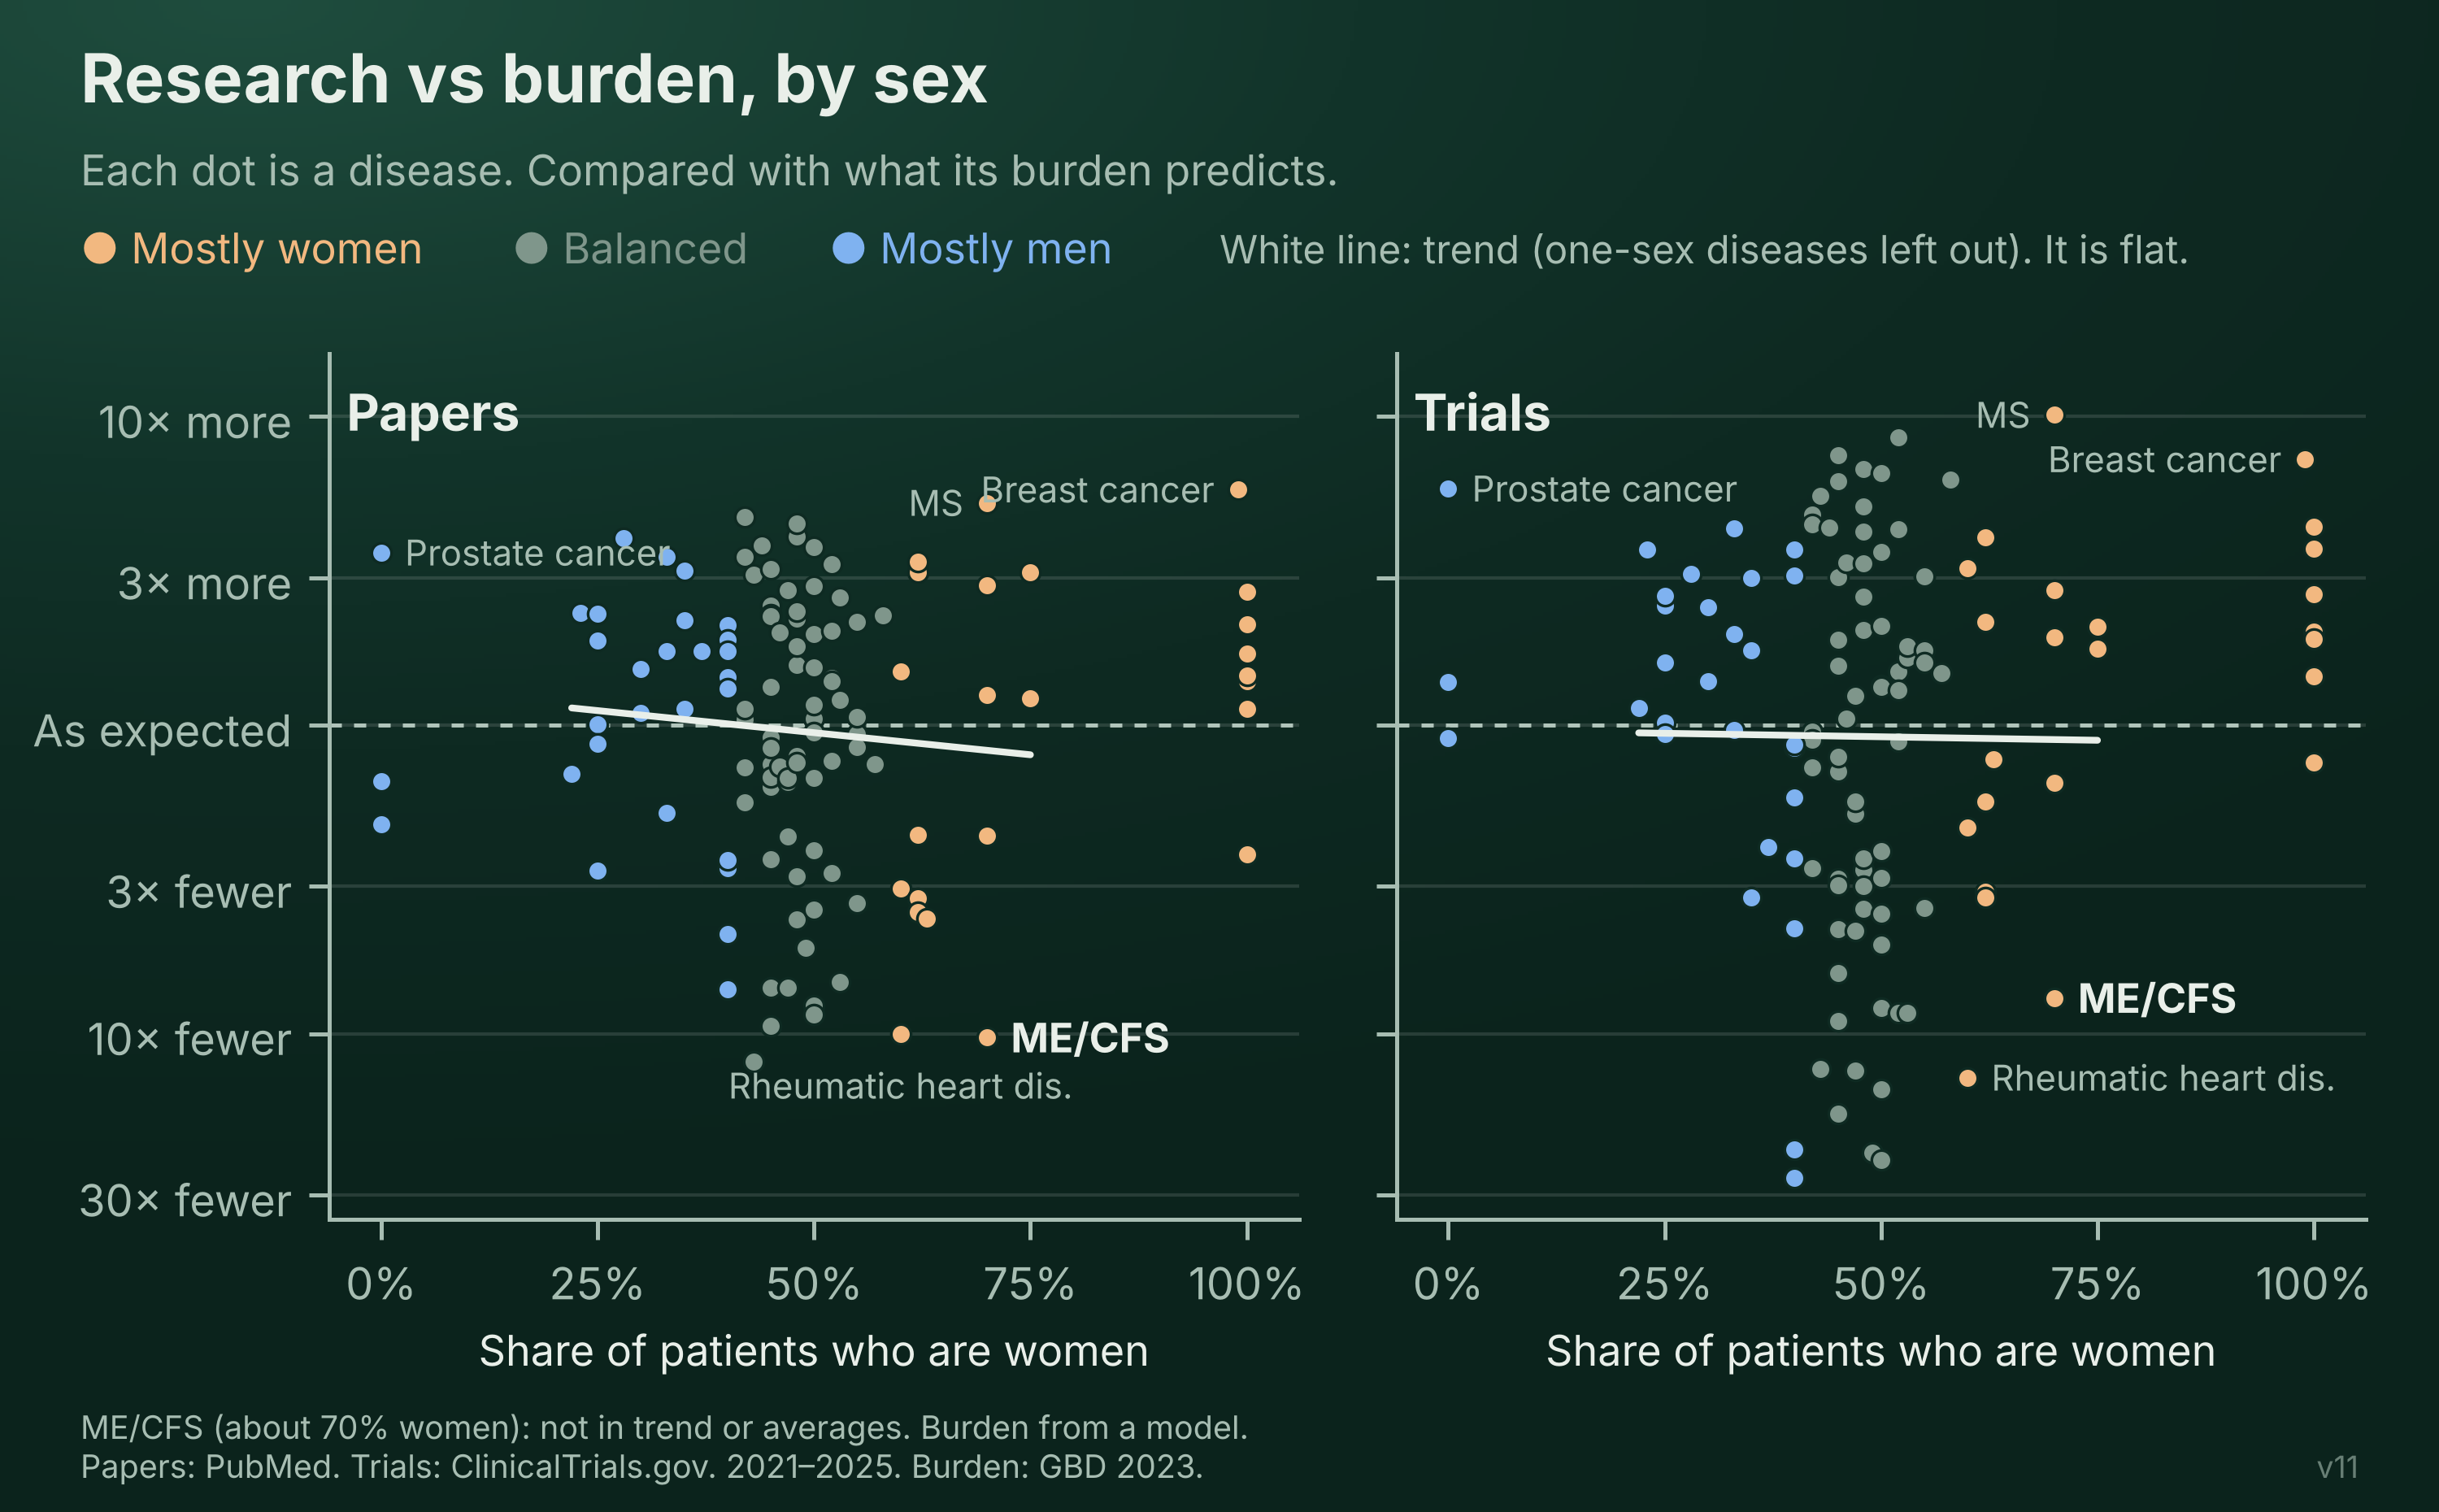 Research vs burden, by sex
Each dot is a disease. Compared with what its burden predicts.
Mostly women
Balanced
Mostly men
White line: trend (one-sex diseases left out). It is flat.
10× more
3× more
As expected
3× fewer
10× fewer
30× fewer
Papers
MS
Breast cancer
Prostate cancer
ME/CFS
Rheumatic heart dis.
0% 25% 50% 75% 100%
Share of patients who are women
Trials
MS
Breast cancer
Prostate cancer
ME/CFS
Rheumatic heart dis.
0% 25% 50% 75% 100%
Share of patients who are women
ME/CFS (about 70% women): not in trend or averages. Burden from a model.
Papers: PubMed. Trials: ClinicalTrials.gov. 2021–2025. Burden: GBD 2023.
v11